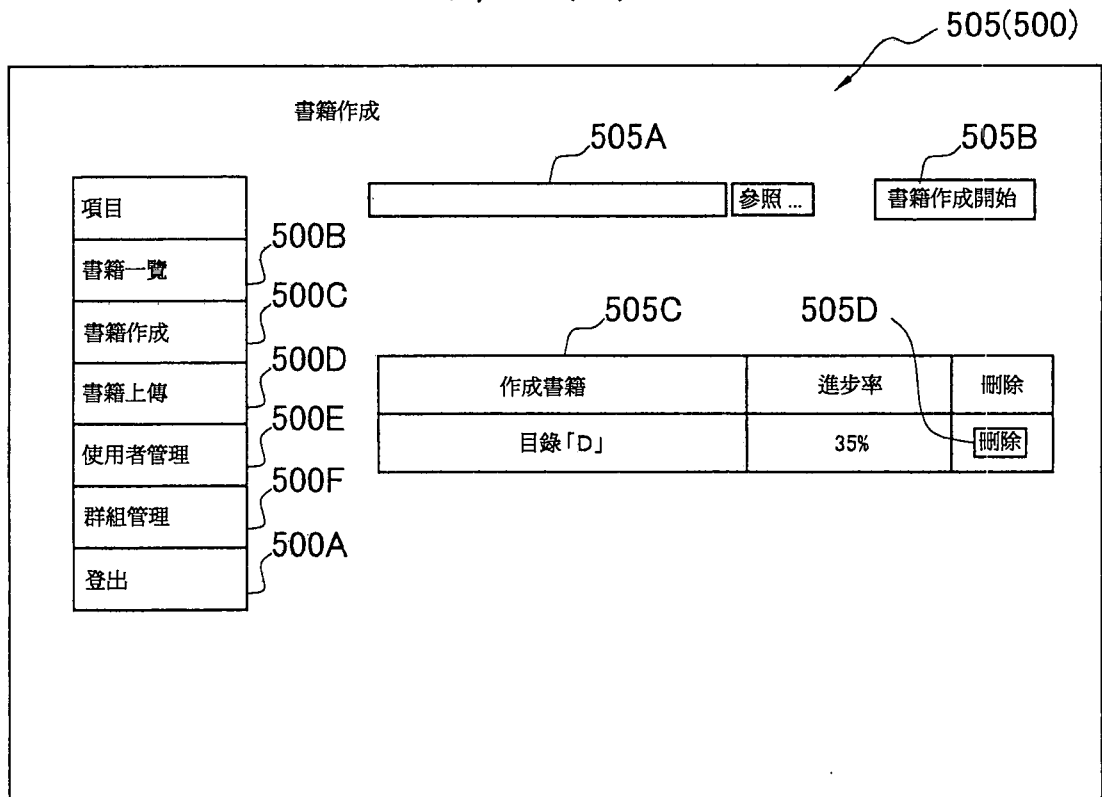 505(500)
書籍作成
505A
505B
參照...
書籍作成開始
項目
500B
書籍一覽
500C
書籍作成
500D
書籍上傳
500E
使用者管理
500F
群組管理
500A
登出
505C
505D
作成書籍 進步率 刪除
目錄「D」 35% 刪除